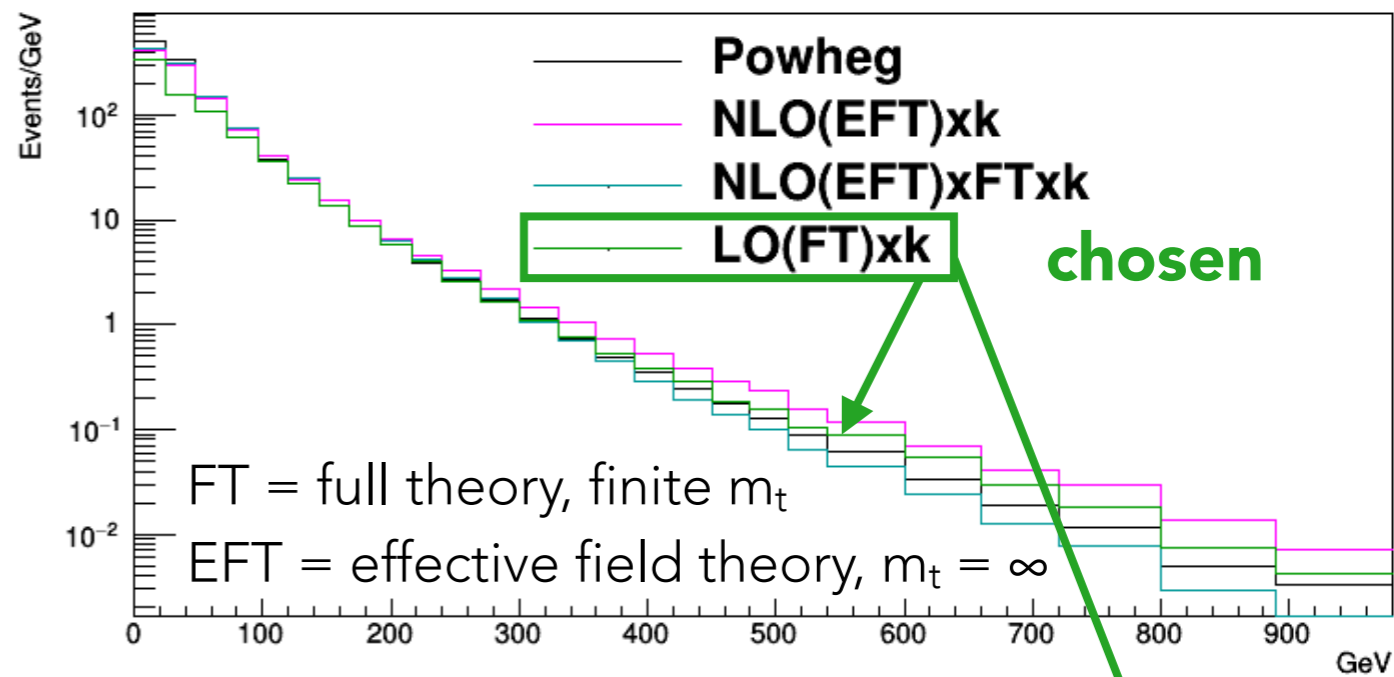 Events/GeV
10²
10
1
10⁻¹
10⁻²
Powheg
NLO(EFT)xk
NLO(EFT)xFTxk
LO(FT)xk
chosen
FT = full theory, finite mₜ
EFT = effective field theory, mₜ = ∞
0 100 200 300 400 500 600 700 800 900
GeV